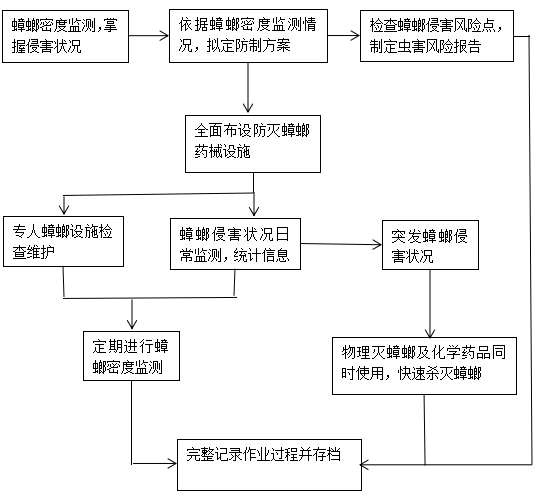 蟑螂密度监测,掌
握侵害状况
依据蟑螂密度监测情
况，拟定防制方案
检查蟑螂侵害风险点，
制定虫害风险报告
全面布设防灭蟑螂
药械设施
专人蟑螂设施检
查维护
蟑螂侵害状况日
常监测，统计信息
突发蟑螂侵
害状况
定期进行蟑
螂密度监测
物理灭蟑螂及化学药品同
时使用，快速杀灭蟑螂
完整记录作业过程并存档